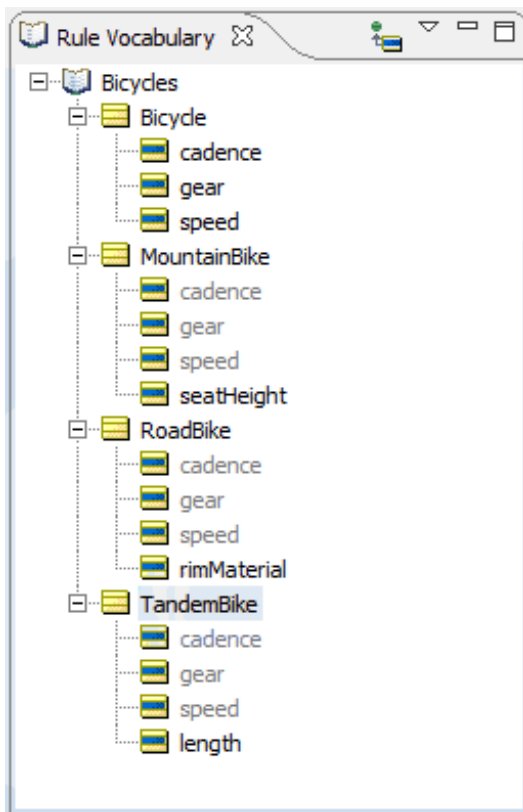 Rule Vocabulary
Bicycles
Bicycle
cadence
gear
speed
MountainBike
cadence
gear
speed
seatHeight
RoadBike
cadence
gear
speed
rimMaterial
TandemBike
cadence
gear
speed
length